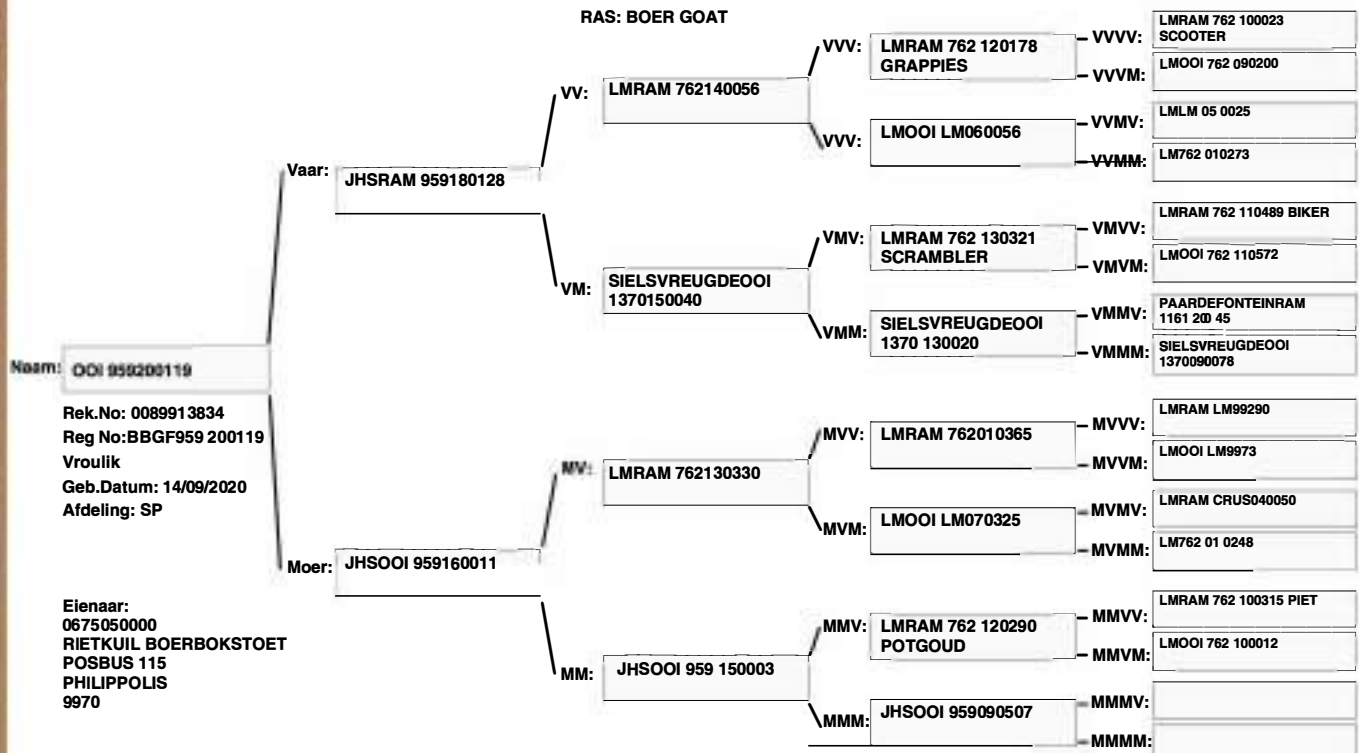 RAS: BOER GOAT
Naam: OOI 959200119
Rek.No: 0089913834
Reg No:BBGF959 200119
Vroulik
Geb.Datum: 14/09/2020
Afdeling: SP
Eienaar:
0675050000
RIETKUIL BOERBOKSTOET
POSBUS 115
PHILIPPOLIS
9970
Vaar: JHSRAM 959180128
Moer: JHSOOI 959160011
VV: LMRAM 762140056
VM: SIELSVREUGDEOOI
1370150040
MV: LMRAM 762130330
MM: JHSOOI 959 150003
VVV: LMRAM 762 120178
GRAPPIES
VVV: LMOOI LM060056
VMV: LMRAM 762 130321
SCRAMBLER
VMM: SIELSVREUGDEOOI
1370 130020
MVV: LMRAM 762010365
MVM: LMOOI LM070325
MMV: LMRAM 762 120290
POTGOUD
MMM: JHSOOI 959090507
VVVV: LMRAM 762 100023
SCOOTER
VVVM: LMOOI 762 090200
VVMV: LMLM 05 0025
VVMM: LM762 010273
VMVV: LMRAM 762 110489 BIKER
VMVM: LMOOI 762 110572
VMMV: PAARDEFONTEINRAM
1161 20 45
VMMM: SIELSVREUGDEOOI
1370090078
MVVV: LMRAM LM99290
MVVM: LMOOI LM9973
MVMV: LMRAM CRUS040050
MVMM: LM762 01 0248
MMVV: LMRAM 762 100315 PIET
MMVM: LMOOI 762 100012
MMMV:
MMMM: